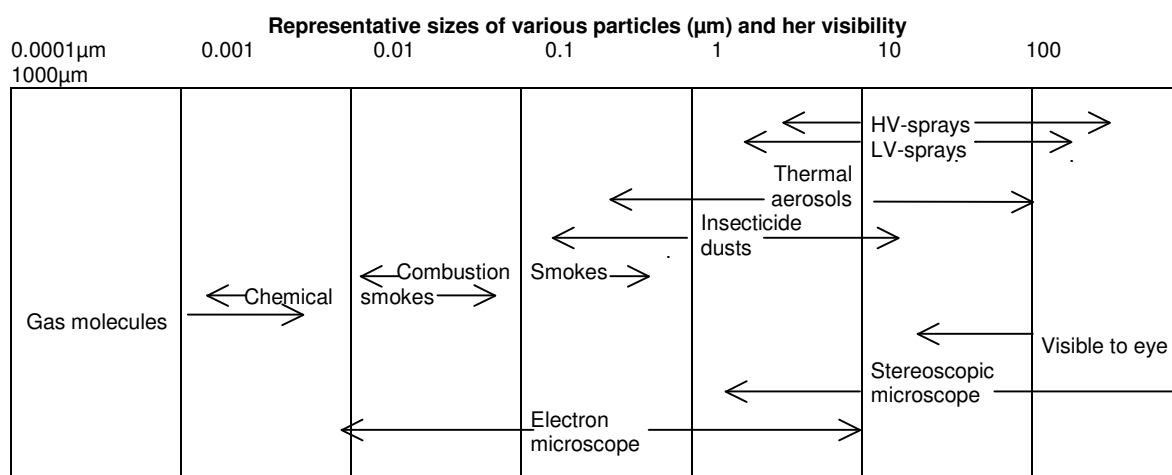 Representative sizes of various particles (µm) and her visibility
0.0001µm 0.001 0.01 0.1 1 10 100
1000µm
HV-sprays
LV-sprays
Thermal
aerosols
Insecticide
dusts
Combustion Smokes
Chemical smokes
Gas molecules
Visible to eye
Stereoscopic
microscope
Electron
microscope